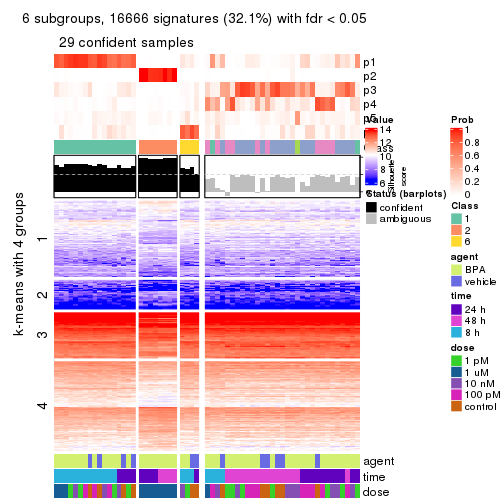 6 subgroups, 16666 signatures (32.1%) with fdr < 0.05
29 confident samples
p1
p2
p3
p4
p5
Value
14
12
10
8
6
Silhouette
score
Prob
1
0.8
0.6
0.4
0.2
0
Status (barplots)
confident
ambiguous
Class
1
2
6
agent
BPA
vehicle
time
24 h
48 h
8 h
dose
1 pM
1 uM
10 nM
100 pM
control
k-means with 4 groups
1
2
3
4
agent
time
dose